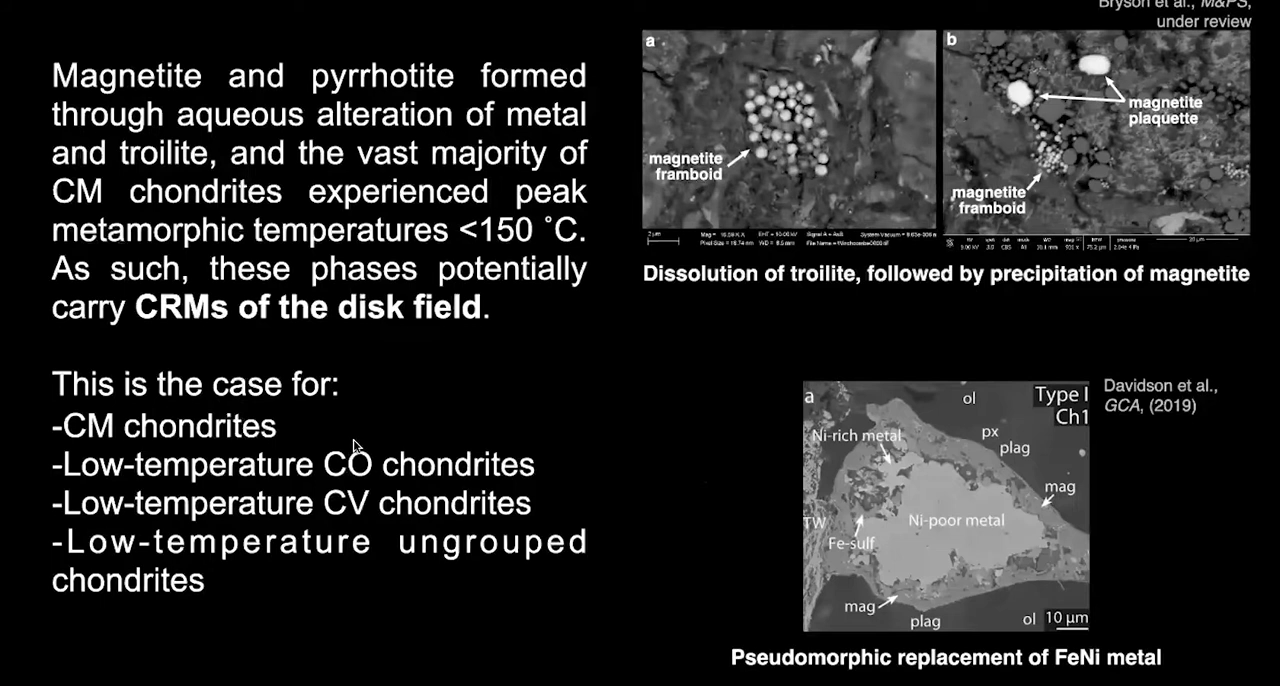 Bryson et al., M&PS,
under review
Magnetite and pyrrhotite formed
through aqueous alteration of metal
and troilite, and the vast majority of
CM chondrites experienced peak
metamorphic temperatures <150 ˚C.
As such, these phases potentially
carry CRMs of the disk field.
This is the case for:
-CM chondrites
-Low-temperature CO chondrites
-Low-temperature CV chondrites
-Low-temperature ungrouped
chondrites
a
magnetite
framboid
b
magnetite
plaquette
magnetite
framboid
Dissolution of troilite, followed by precipitation of magnetite
Davidson et al.,
GCA, (2019)
a
ol
Type I
Ch1
Ni-rich metal
px
plag
mag
TW
Ni-poor metal
Fe-sulf
mag
plag
ol
10 µm
Pseudomorphic replacement of FeNi metal